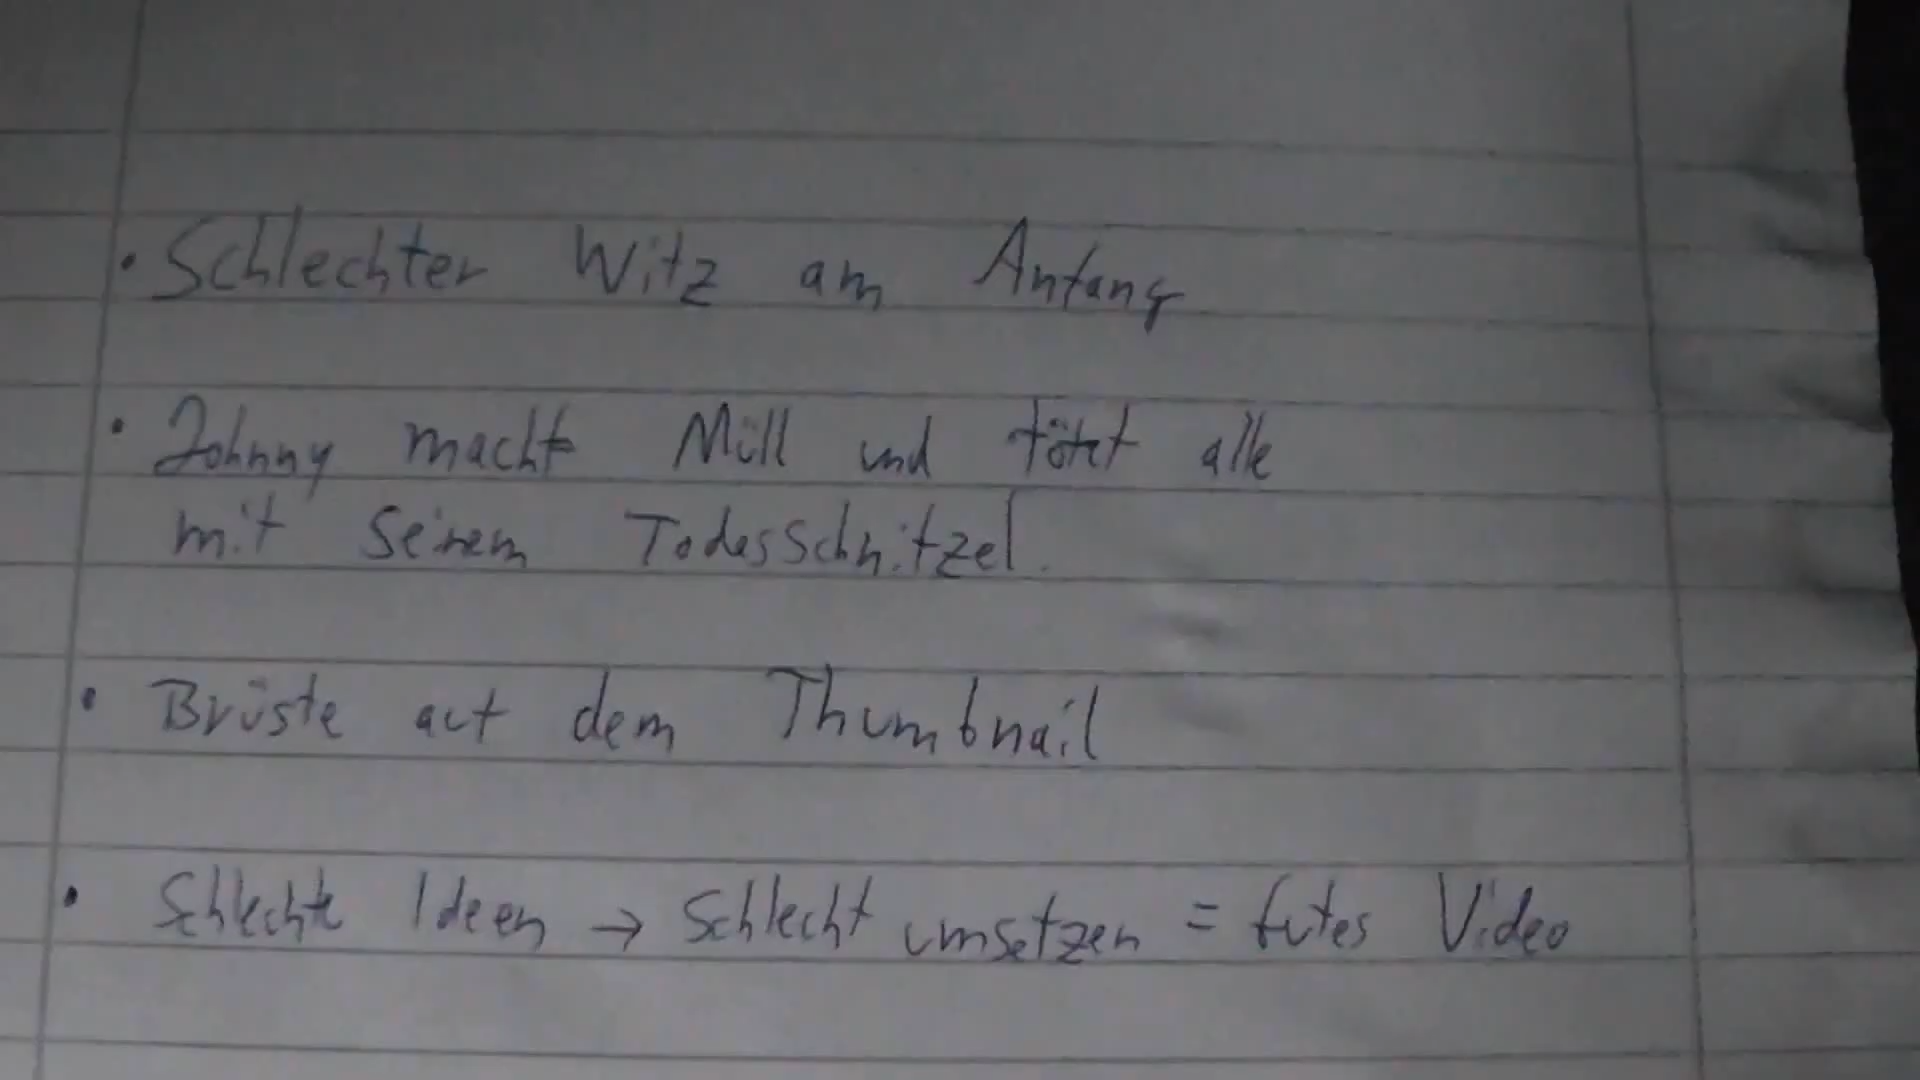 • Schlechter Witz am Anfang
• Johnny macht Müll und tötet alle
mit seinem Todesschnitzel.
• Brüste auf dem Thumbnail
• Schlechte Ideen → Schlecht umsetzen = gutes Video